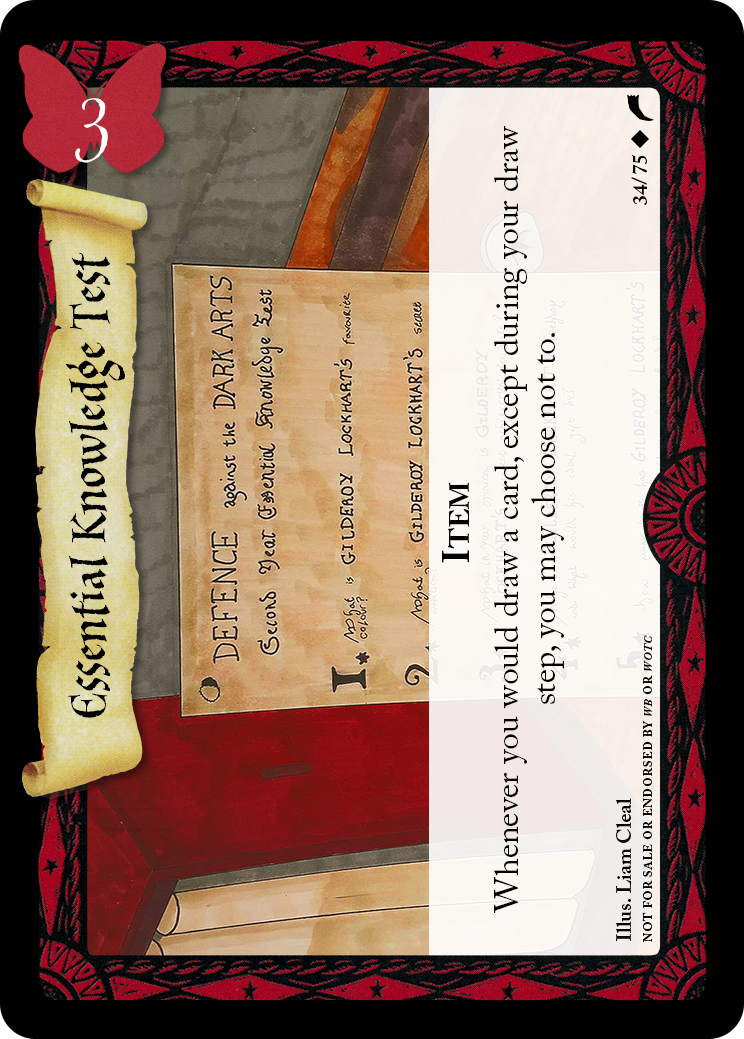 3
Essential Knowledge Test
DEFENCE against the DARK ARTS
Second Year Essential Knowledge Test
1. What is GILDEROY LOCKHART'S favourite
colour?
2. What is GILDEROY LOCKHART'S secret
ITEM
Whenever you would draw a card, except during your draw
step, you may choose not to.
Illus. Liam Cleal
NOT FOR SALE OR ENDORSED BY WB OR WOTC
34/75